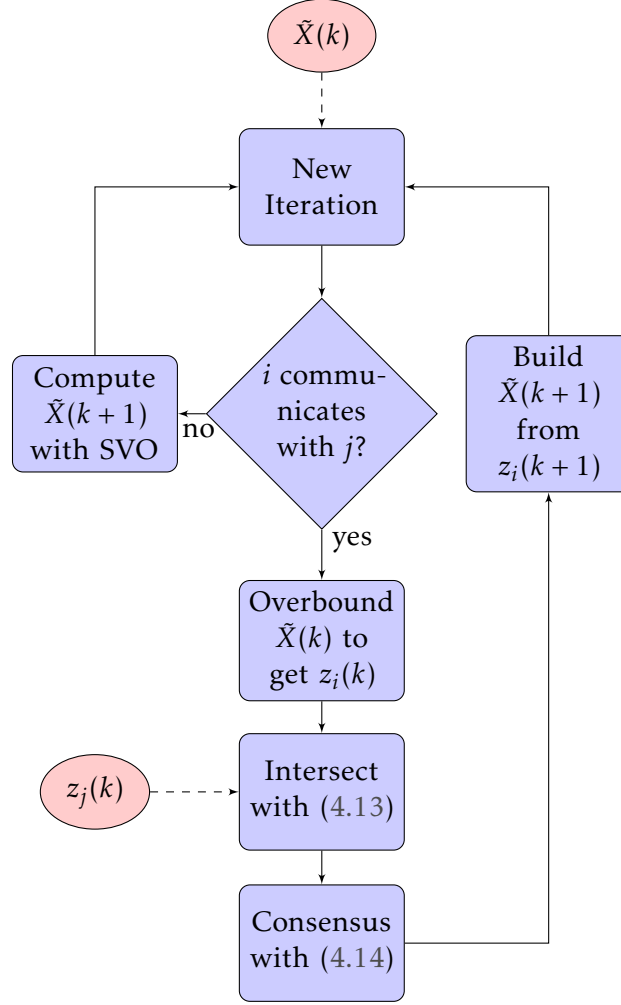 X̃(k)
New
Iteration
i commu-
nicates
with j?
no
Compute
X̃(k + 1)
with SVO
Build
X̃(k + 1)
from
z_i(k + 1)
yes
Overbound
X̃(k) to
get z_i(k)
z_j(k)
Intersect
with (4.13)
Consensus
with (4.14)